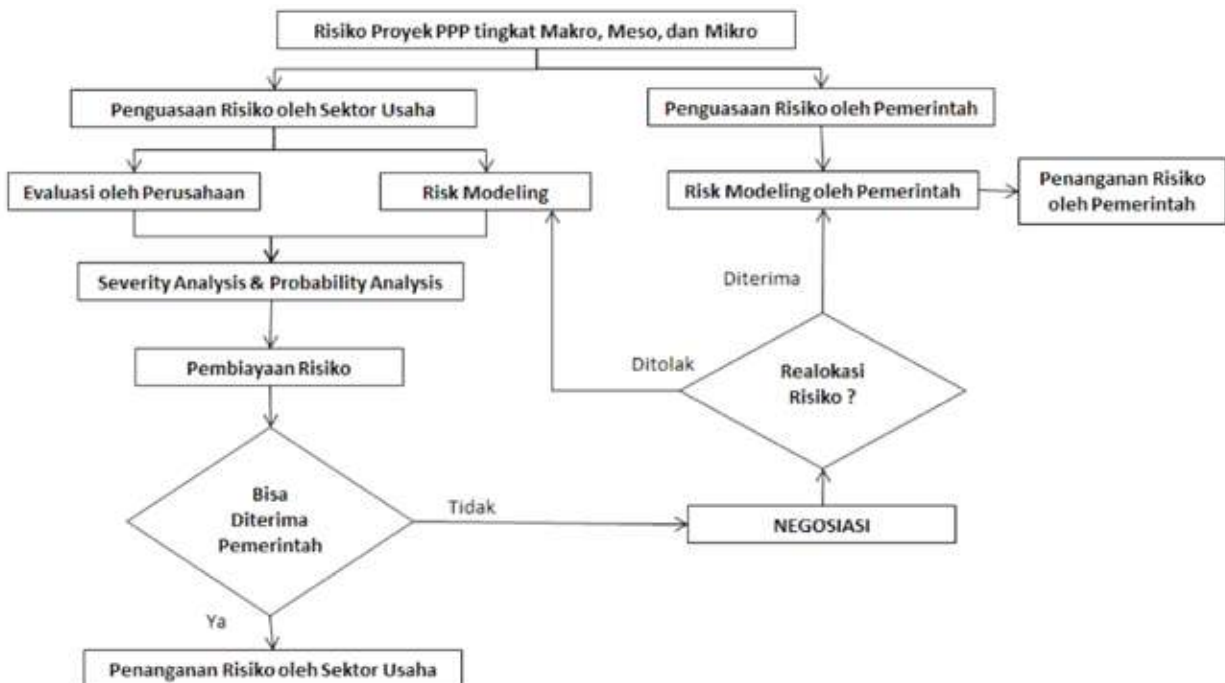 Risiko Proyek PPP tingkat Makro, Meso, dan Mikro
Penguasaan Risiko oleh Sektor Usaha
Penguasaan Risiko oleh Pemerintah
Evaluasi oleh Perusahaan
Risk Modeling
Risk Modeling oleh Pemerintah
Penanganan Risiko
oleh Pemerintah
Severity Analysis & Probability Analysis
Diterima
Pembiayaan Risiko
Ditolak
Realokasi
Risiko ?
Bisa
Diterima
Pemerintah
Tidak
NEGOSIASI
Ya
Penanganan Risiko oleh Sektor Usaha